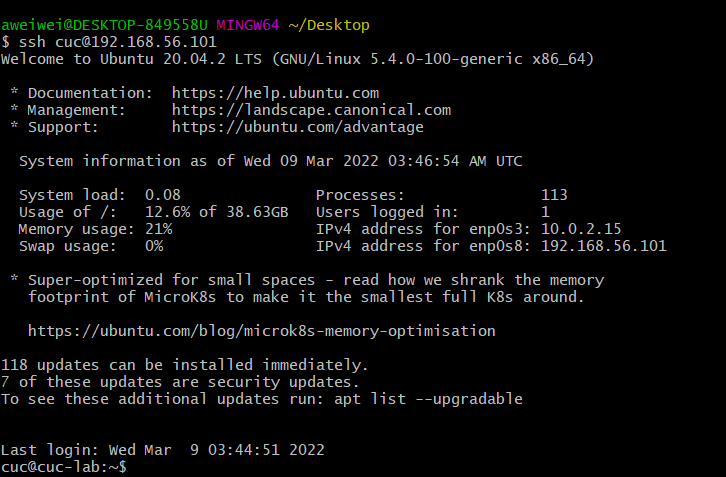 aweiwei@DESKTOP-849558U MINGW64 ~/Desktop
$ ssh cuc@192.168.56.101
Welcome to Ubuntu 20.04.2 LTS (GNU/Linux 5.4.0-100-generic x86_64)
* Documentation:  https://help.ubuntu.com
* Management:     https://landscape.canonical.com
* Support:        https://ubuntu.com/advantage
System information as of Wed 09 Mar 2022 03:46:54 AM UTC
System load:  0.08               Processes:               113
Usage of /:   12.6% of 38.63GB   Users logged in:         1
Memory usage: 21%                IPv4 address for enp0s3: 10.0.2.15
Swap usage:   0%                 IPv4 address for enp0s8: 192.168.56.101
* Super-optimized for small spaces - read how we shrank the memory
footprint of MicroK8s to make it the smallest full K8s around.
https://ubuntu.com/blog/microk8s-memory-optimisation
118 updates can be installed immediately.
7 of these updates are security updates.
To see these additional updates run: apt list --upgradable
Last login: Wed Mar  9 03:44:51 2022
cuc@cuc-lab:~$